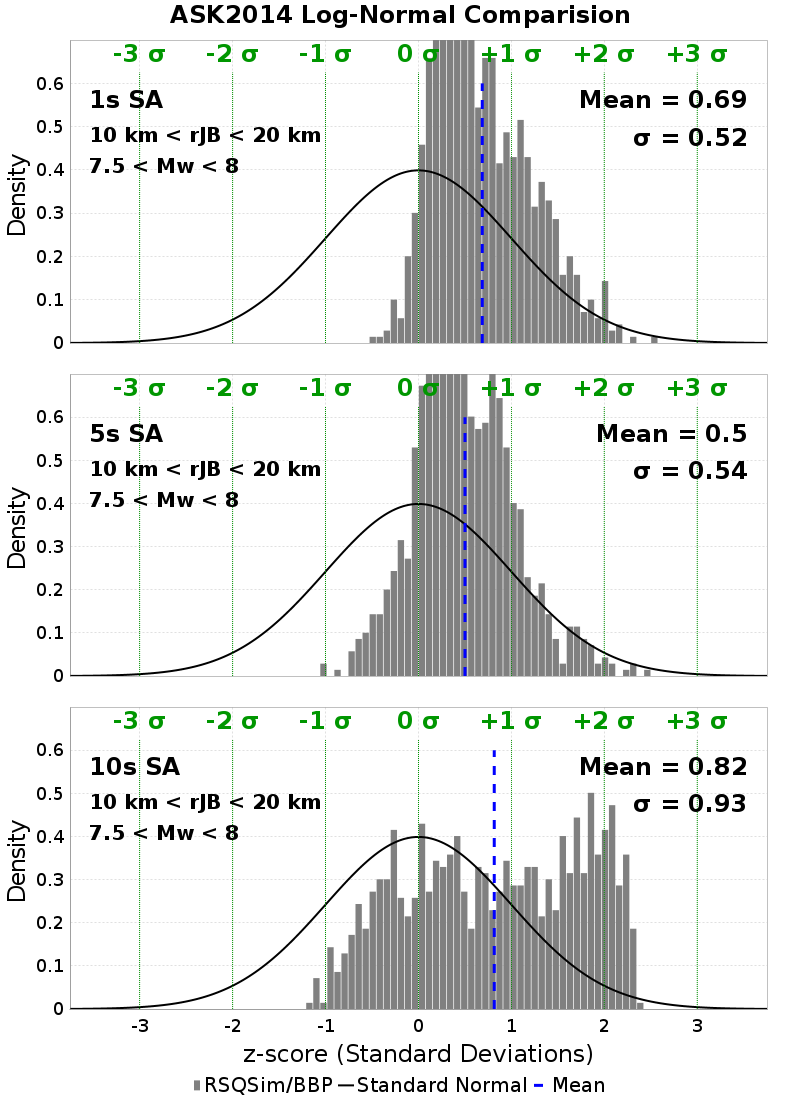 ASK2014 Log-Normal Comparision
-3 σ -2 σ -1 σ 0 σ +1 σ +2 σ +3 σ
1s SA
10 km < rJB < 20 km
7.5 < Mw < 8
Mean = 0.69
σ = 0.52
Density
0.6
0.5
0.4
0.3
0.2
0.1
0
-3 σ -2 σ -1 σ 0 σ +1 σ +2 σ +3 σ
5s SA
10 km < rJB < 20 km
7.5 < Mw < 8
Mean = 0.5
σ = 0.54
Density
0.6
0.5
0.4
0.3
0.2
0.1
0
-3 σ -2 σ -1 σ 0 σ +1 σ +2 σ +3 σ
10s SA
10 km < rJB < 20 km
7.5 < Mw < 8
Mean = 0.82
σ = 0.93
Density
0.6
0.5
0.4
0.3
0.2
0.1
0
-3 -2 -1 0 1 2 3
z-score (Standard Deviations)
RSQSim/BBP Standard Normal Mean